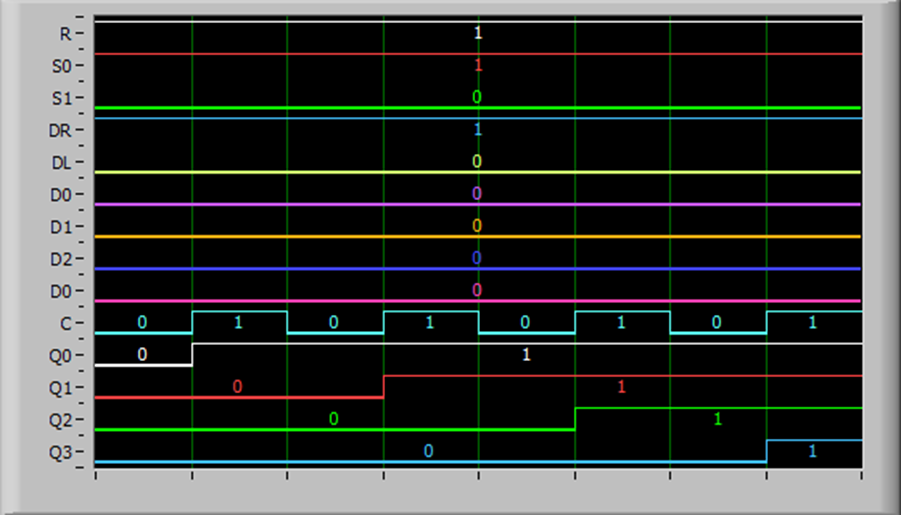 R 1
S0 1
S1 0
DR 1
DL 0
D0 0
D1 0
D2 0
D0 0
C 0 1 0 1 0 1 0 1
Q0 0 1
Q1 0 1
Q2 0 1
Q3 0 1